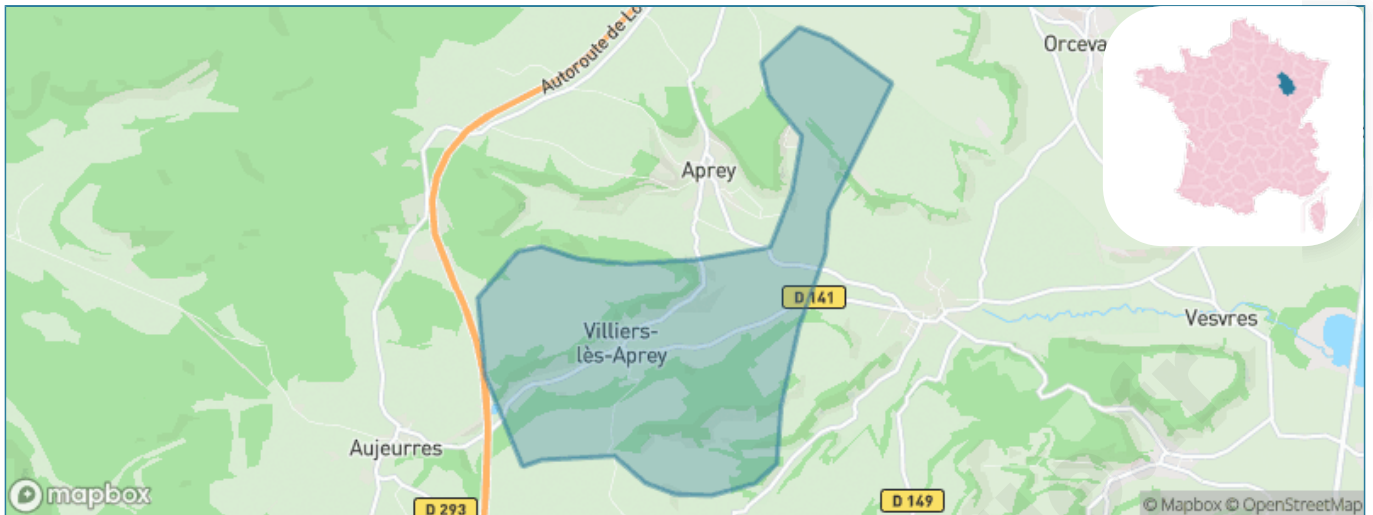 Autoroute de Lo
Orceva
Aprey
D 141
Villiers-
lès-Aprey
Vesvres
Aujeurres
D 293
D 149
mapbox
© Mapbox © OpenStreetMap